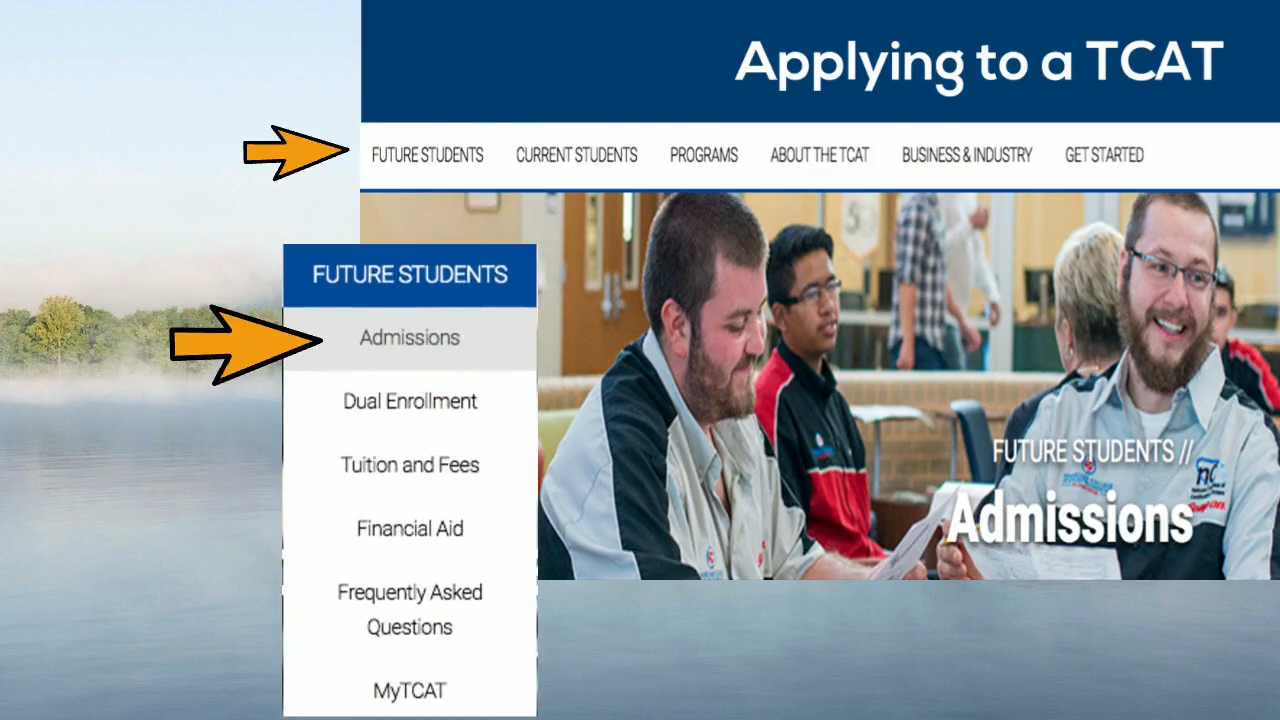 Applying to a TCAT
FUTURE STUDENTS CURRENT STUDENTS PROGRAMS ABOUT THE TCAT BUSINESS & INDUSTRY GET STARTED
FUTURE STUDENTS
Admissions
Dual Enrollment
Tuition and Fees
Financial Aid
Frequently Asked
Questions
MyTCAT
FUTURE STUDENTS //
Admissions